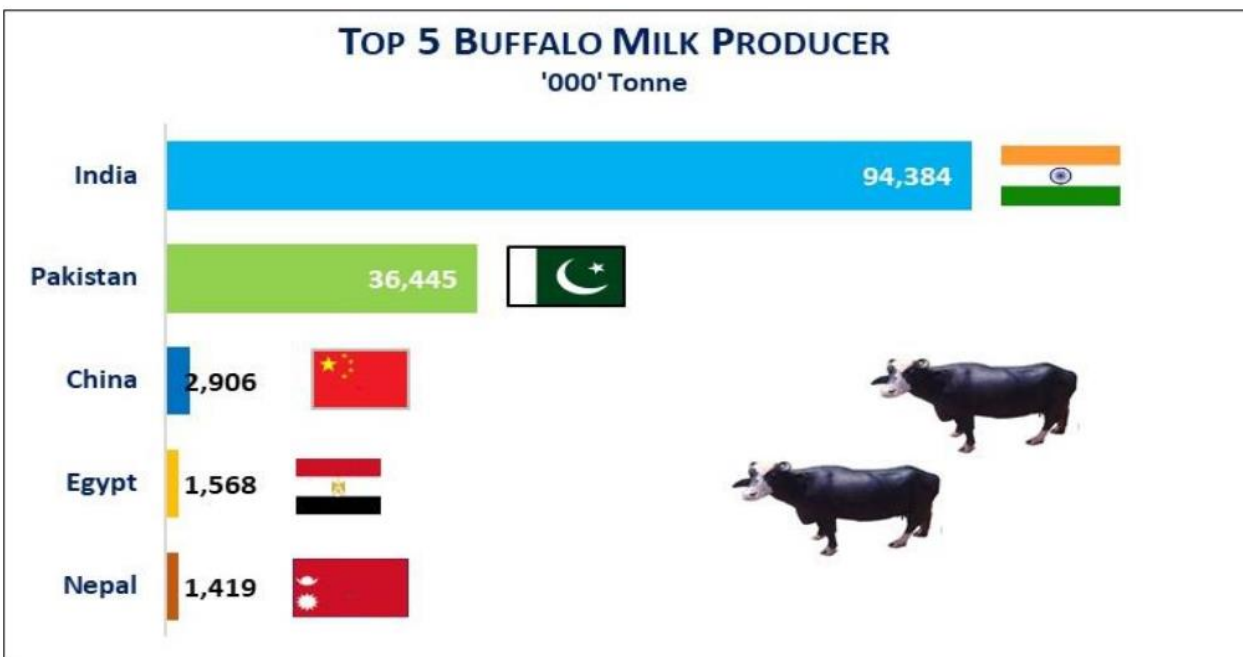 TOP 5 BUFFALO MILK PRODUCER
'000' Tonne
India 94,384
Pakistan 36,445
China 2,906
Egypt 1,568
Nepal 1,419